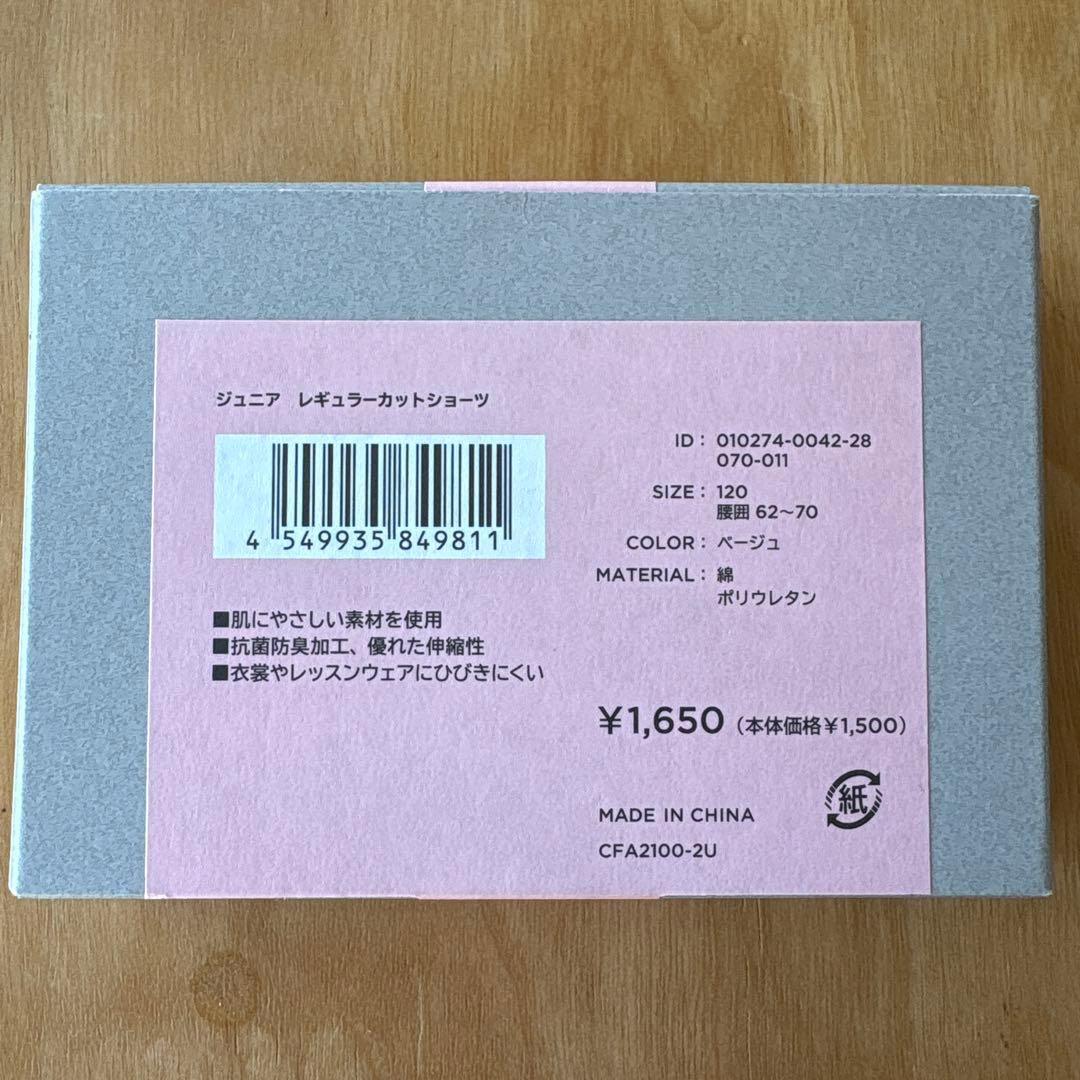 ジュニア　レギュラーカットショーツ
4 549935 849811
■肌にやさしい素材を使用
■抗菌防臭加工、優れた伸縮性
■衣裳やレッスンウェアにひびきにくい
ID： 010274-0042-28
070-011
SIZE： 120
腰囲 62～70
COLOR： ベージュ
MATERIAL： 綿
ポリウレタン
￥1,650（本体価格￥1,500）
紙
MADE IN CHINA
CFA2100-2U